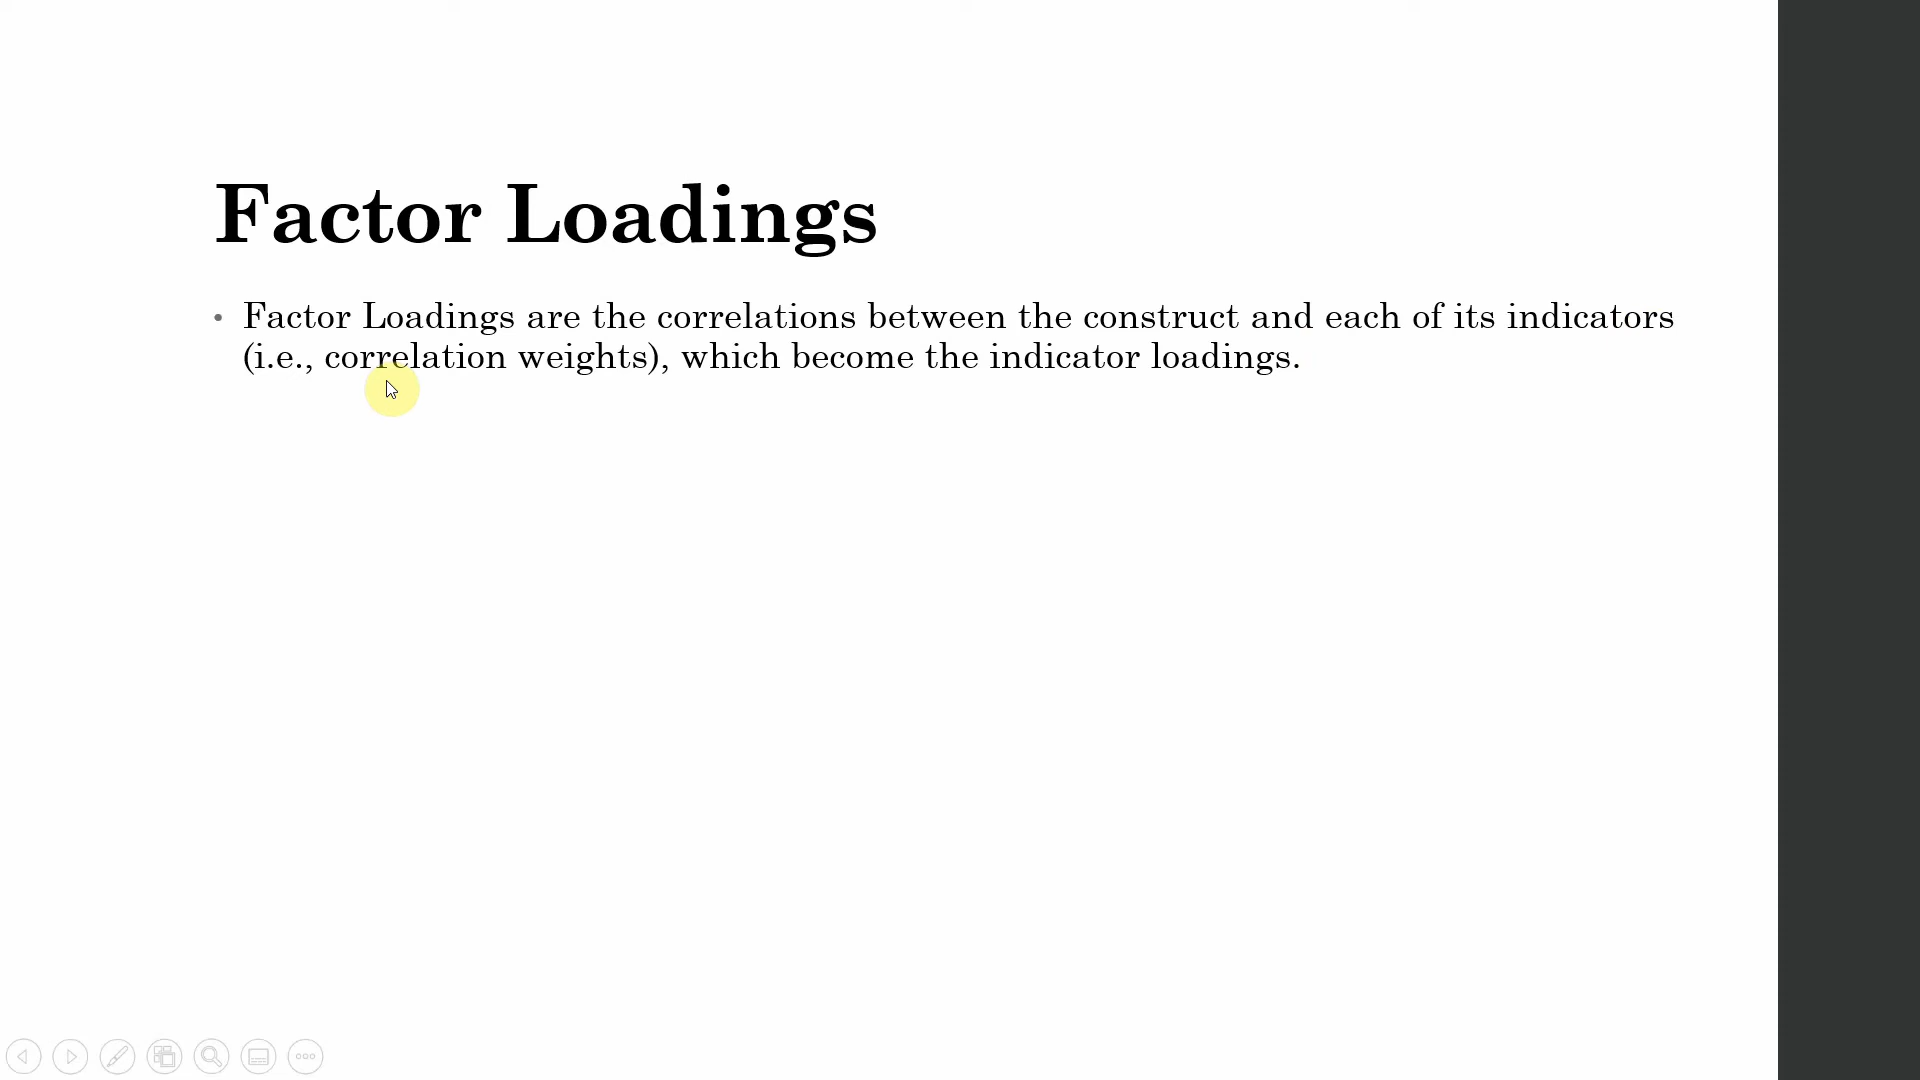 Factor Loadings
• Factor Loadings are the correlations between the construct and each of its indicators
(i.e., correlation weights), which become the indicator loadings.